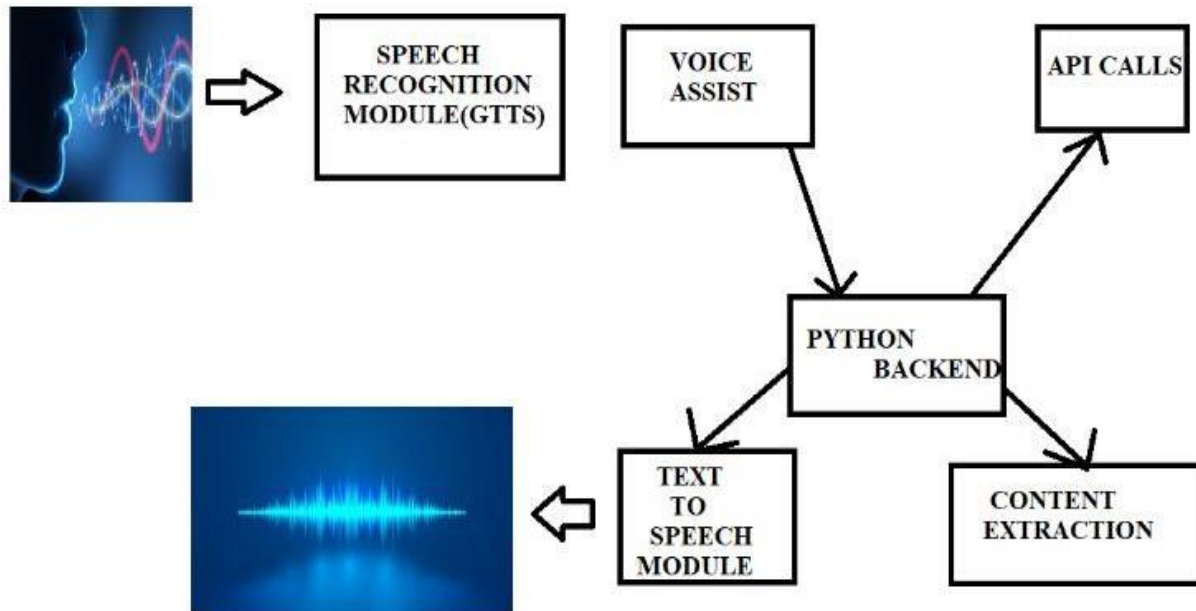 SPEECH
RECOGNITION
MODULE(GTTS)
VOICE
ASSIST
API CALLS
PYTHON
BACKEND
TEXT
TO
SPEECH
MODULE
CONTENT
EXTRACTION